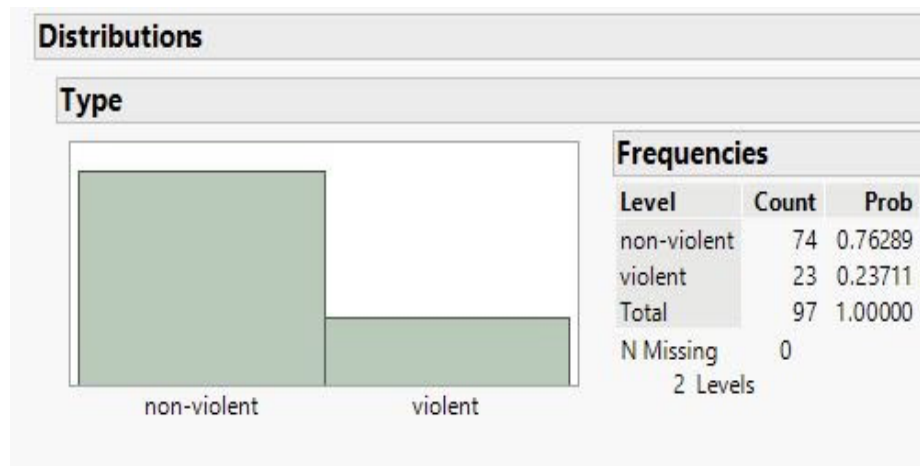 Distributions
Type
non-violent violent
Frequencies
Level Count Prob
non-violent 74 0.76289
violent 23 0.23711
Total 97 1.00000
N Missing 0
2 Levels